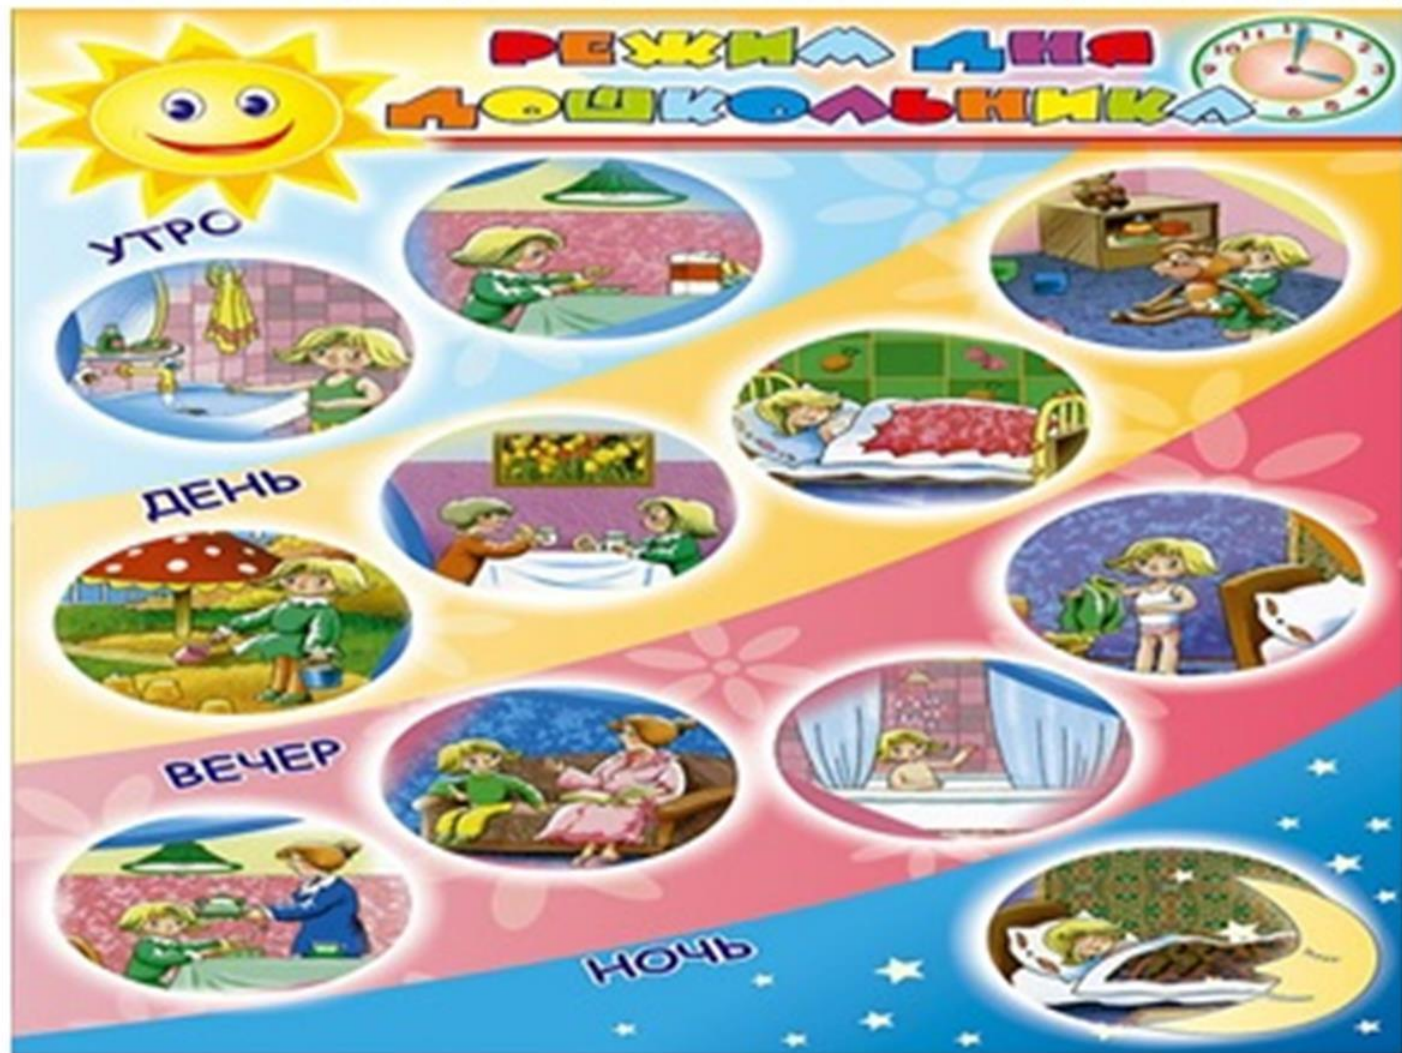 РЕЖИМ ДНЯ
ДОШКОЛЬНИКА
УТРО
ДЕНЬ
ВЕЧЕР
НОЧЬ